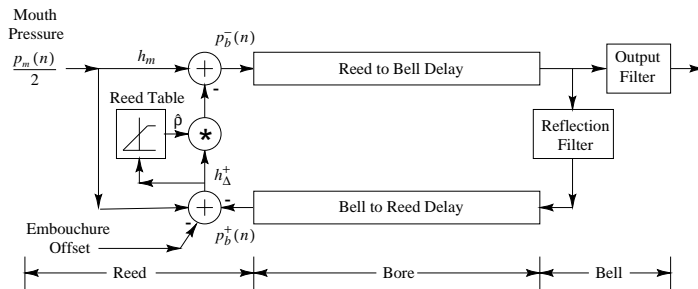 Mouth
Pressure
p_m(n)
2
h_m
p_b^-(n)
Reed to Bell Delay
Output
Filter
Reed Table
ρ̂
*
Reflection
Filter
h_Δ^+
Bell to Reed Delay
p_b^+(n)
Embouchure
Offset
Reed
Bore
Bell
+
-
+
-
-